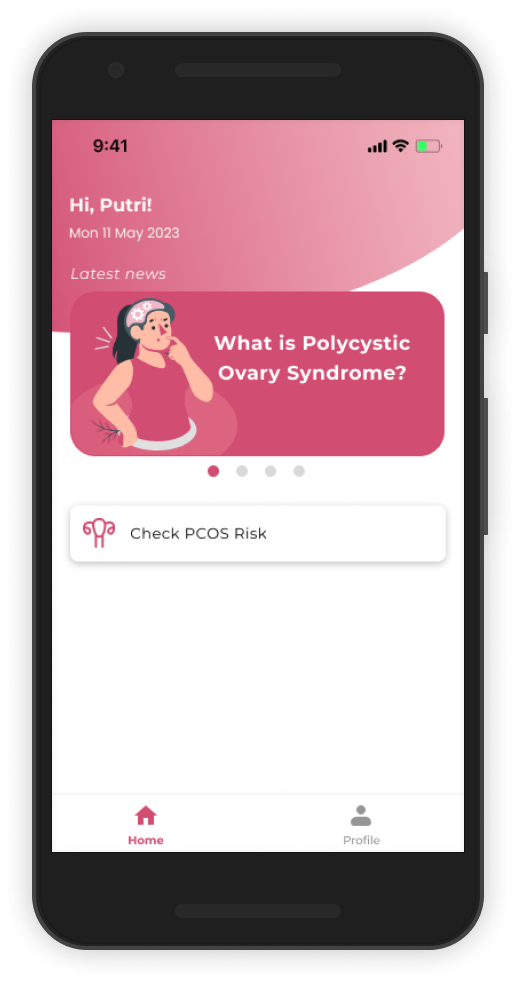 9:41
Hi, Putri!
Mon 11 May 2023
Latest news
What is Polycystic
Ovary Syndrome?
Check PCOS Risk
Home
Profile